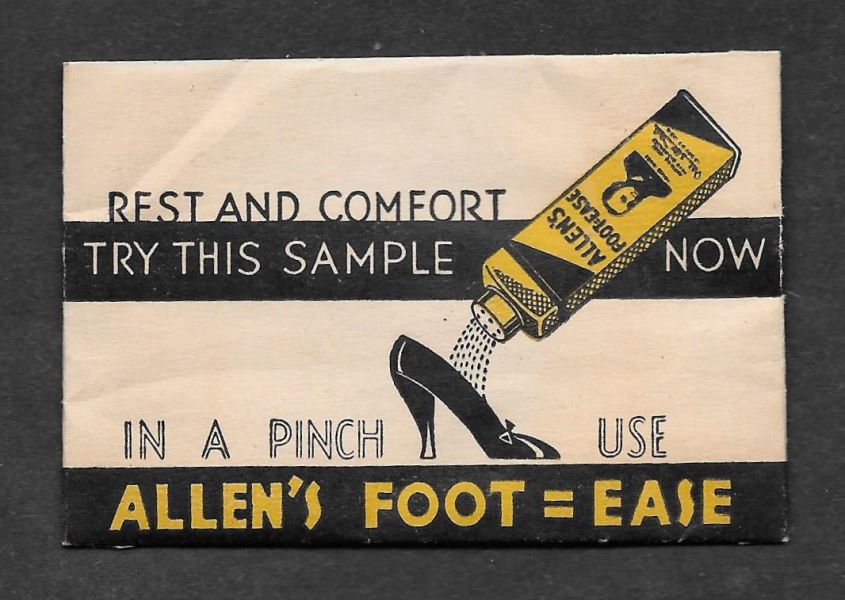 REST AND COMFORT
TRY THIS SAMPLE NOW
ALLEN'S
FOOT=EASE
IN A PINCH USE
ALLEN'S FOOT = EASE